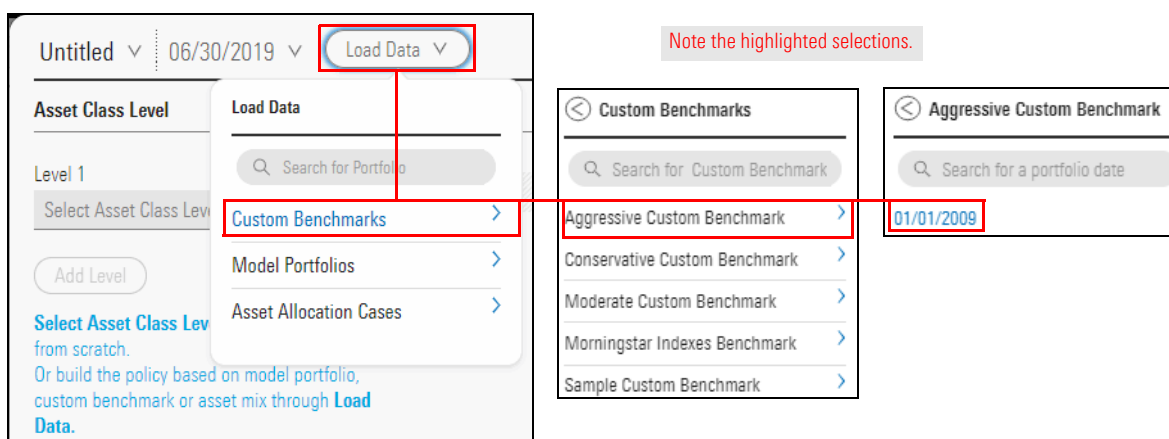 Untitled 06/30/2019 Load Data
Note the highlighted selections.
Asset Class Level
Level 1
Select Asset Class Lev
Add Level
Select Asset Class Lev
from scratch.
Or build the policy based on model portfolio,
custom benchmark or asset mix through Load
Data.
Load Data
Search for Portfolio
Custom Benchmarks
Model Portfolios
Asset Allocation Cases
Custom Benchmarks
Search for Custom Benchmark
Aggressive Custom Benchmark
Conservative Custom Benchmark
Moderate Custom Benchmark
Morningstar Indexes Benchmark
Sample Custom Benchmark
Aggressive Custom Benchmark
Search for a portfolio date
01/01/2009